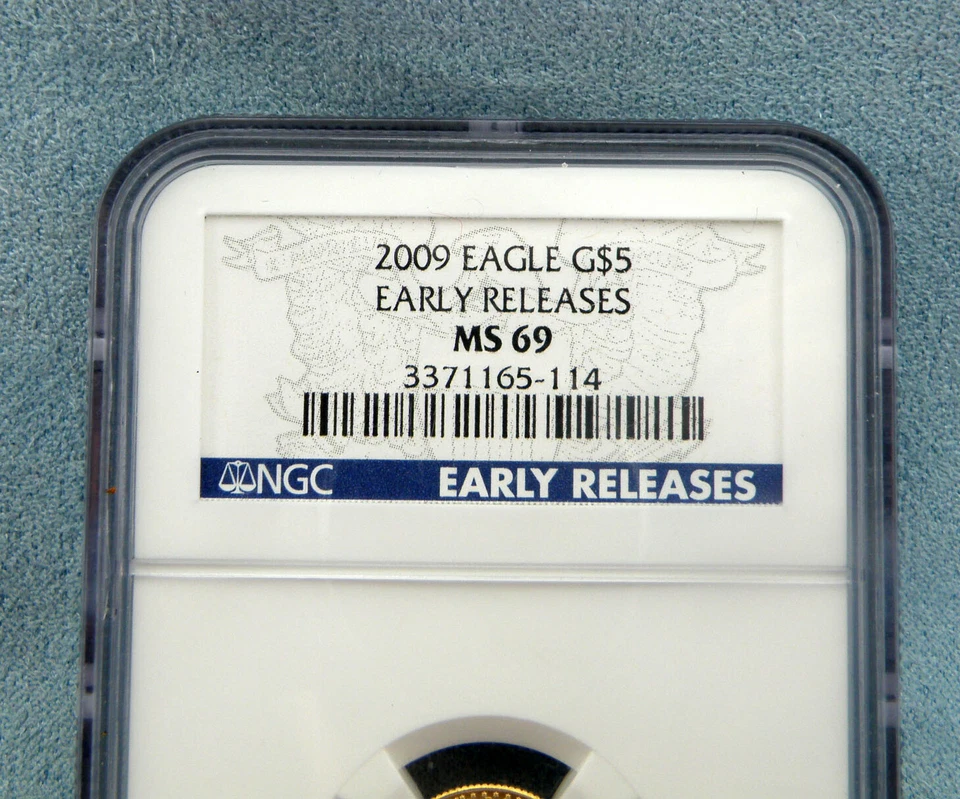 2009 EAGLE G$5
EARLY RELEASES
MS 69
3371165-114
NGC EARLY RELEASES